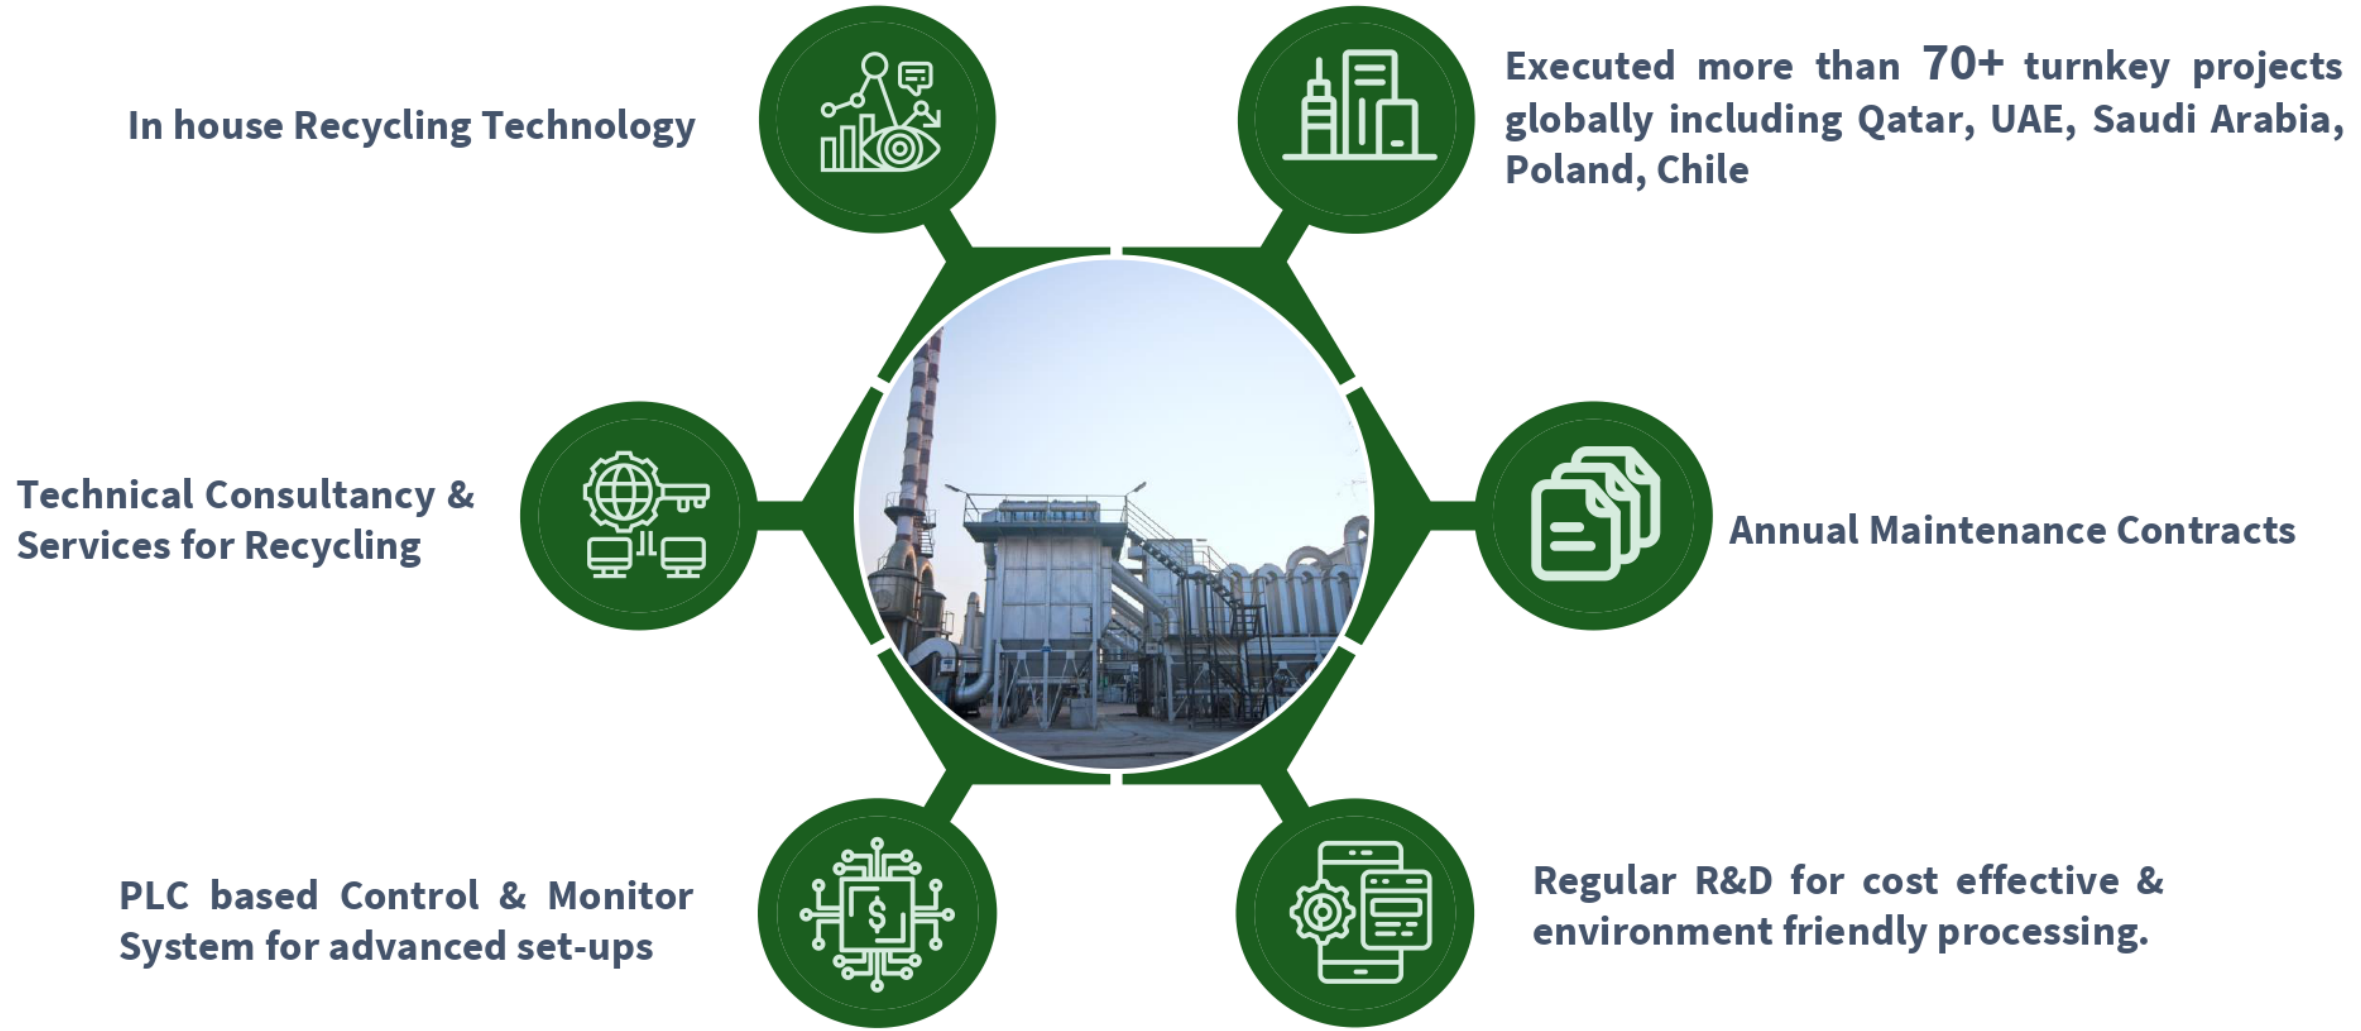 In house Recycling Technology
Executed more than 70+ turnkey projects
globally including Qatar, UAE, Saudi Arabia,
Poland, Chile
Technical Consultancy &
Services for Recycling
Annual Maintenance Contracts
PLC based Control & Monitor
System for advanced set-ups
Regular R&D for cost effective &
environment friendly processing.